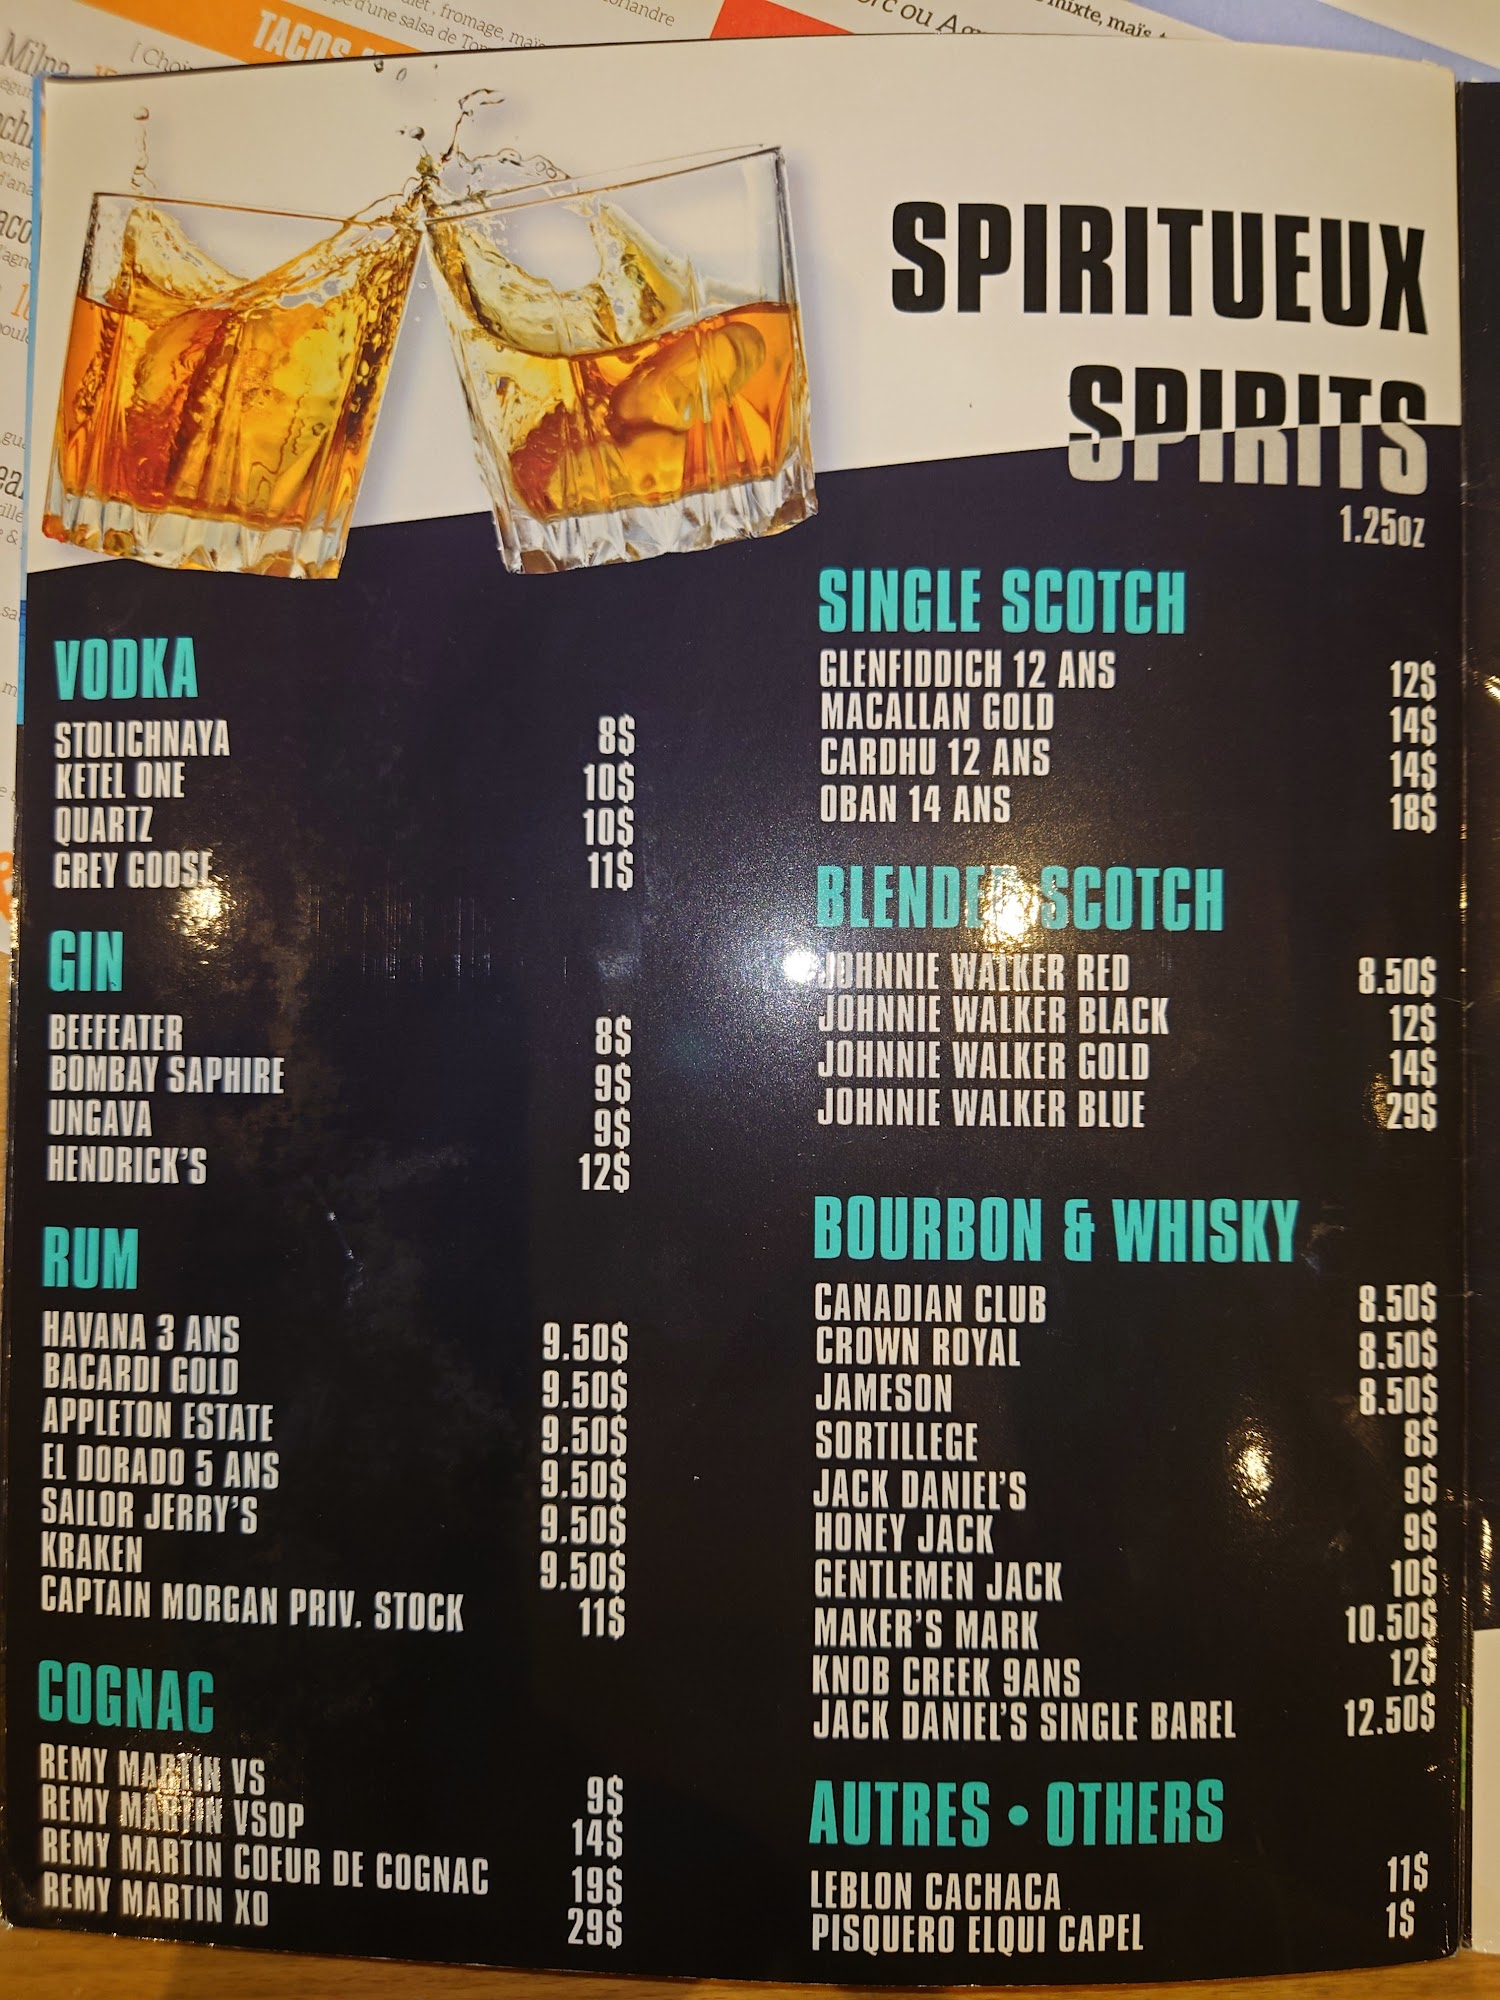 TACOS
SPIRITUEUX
SPIRITS
1.25oz
VODKA
STOLICHNAYA 8$
KETEL ONE 10$
QUARTZ 10$
GREY GOOSE 11$
GIN
BEEFEATER 8$
BOMBAY SAPHIRE 9$
UNGAVA 9$
HENDRICK'S 12$
RUM
HAVANA 3 ANS 9.50$
BACARDI GOLD 9.50$
APPLETON ESTATE 9.50$
EL DORADO 5 ANS 9.50$
SAILOR JERRY'S 9.50$
KRAKEN 9.50$
CAPTAIN MORGAN PRIV. STOCK 11$
COGNAC
REMY MARTIN VS 9$
REMY MARTIN VSOP 14$
REMY MARTIN COEUR DE COGNAC 19$
REMY MARTIN XO 29$
SINGLE SCOTCH
GLENFIDDICH 12 ANS 12$
MACALLAN GOLD 14$
CARDHU 12 ANS 14$
OBAN 14 ANS 18$
BLENDED SCOTCH
JOHNNIE WALKER RED 8.50$
JOHNNIE WALKER BLACK 12$
JOHNNIE WALKER GOLD 14$
JOHNNIE WALKER BLUE 29$
BOURBON & WHISKY
CANADIAN CLUB 8.50$
CROWN ROYAL 8.50$
JAMESON 8.50$
SORTILLEGE 8$
JACK DANIEL'S 9$
HONEY JACK 9$
GENTLEMEN JACK 10$
MAKER'S MARK 10.50$
KNOB CREEK 9ANS 12$
JACK DANIEL'S SINGLE BAREL 12.50$
AUTRES • OTHERS
LEBLON CACHACA 11$
PISQUERO ELQUI CAPEL 1$